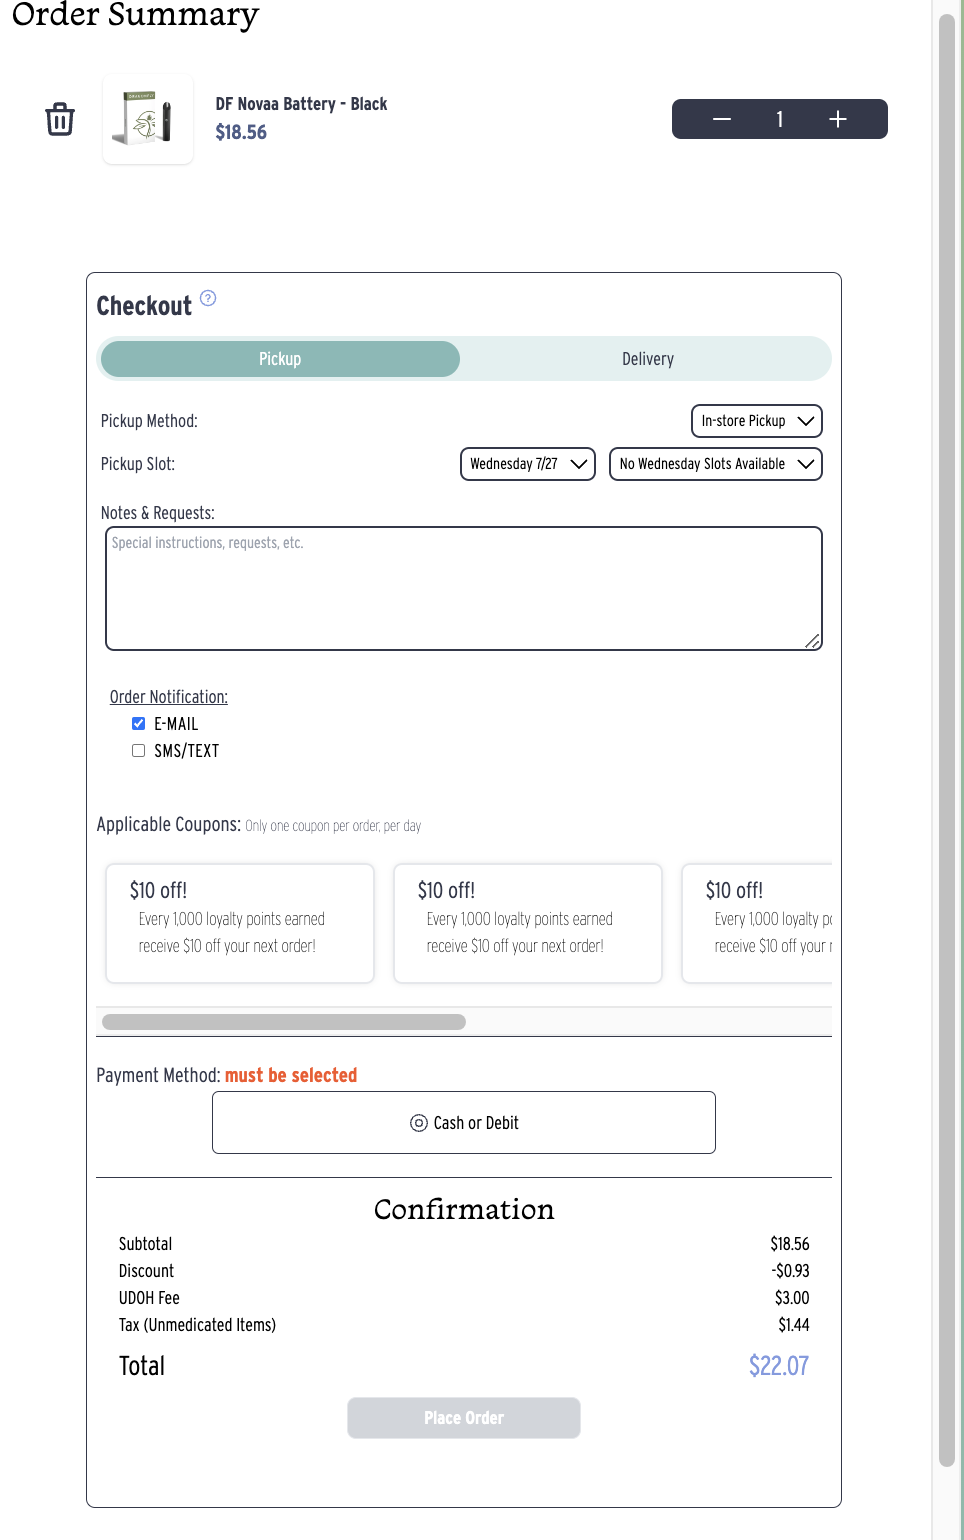 Order Summary
DF Novaa Battery - Black
$18.56
1
Checkout ?
Pickup
Delivery
Pickup Method:
In-store Pickup
Pickup Slot:
Wednesday 7/27
No Wednesday Slots Available
Notes & Requests:
Special instructions, requests, etc.
Order Notification:
E-MAIL
SMS/TEXT
Applicable Coupons: Only one coupon per order, per day
$10 off!
Every 1,000 loyalty points earned
receive $10 off your next order!
$10 off!
Every 1,000 loyalty points earned
receive $10 off your next order!
$10 off!
Every 1,000 loyalty
receive $10 off your
Payment Method: must be selected
Cash or Debit
Confirmation
Subtotal $18.56
Discount -$0.93
UDOH Fee $3.00
Tax (Unmedicated Items) $1.44
Total $22.07
Place Order